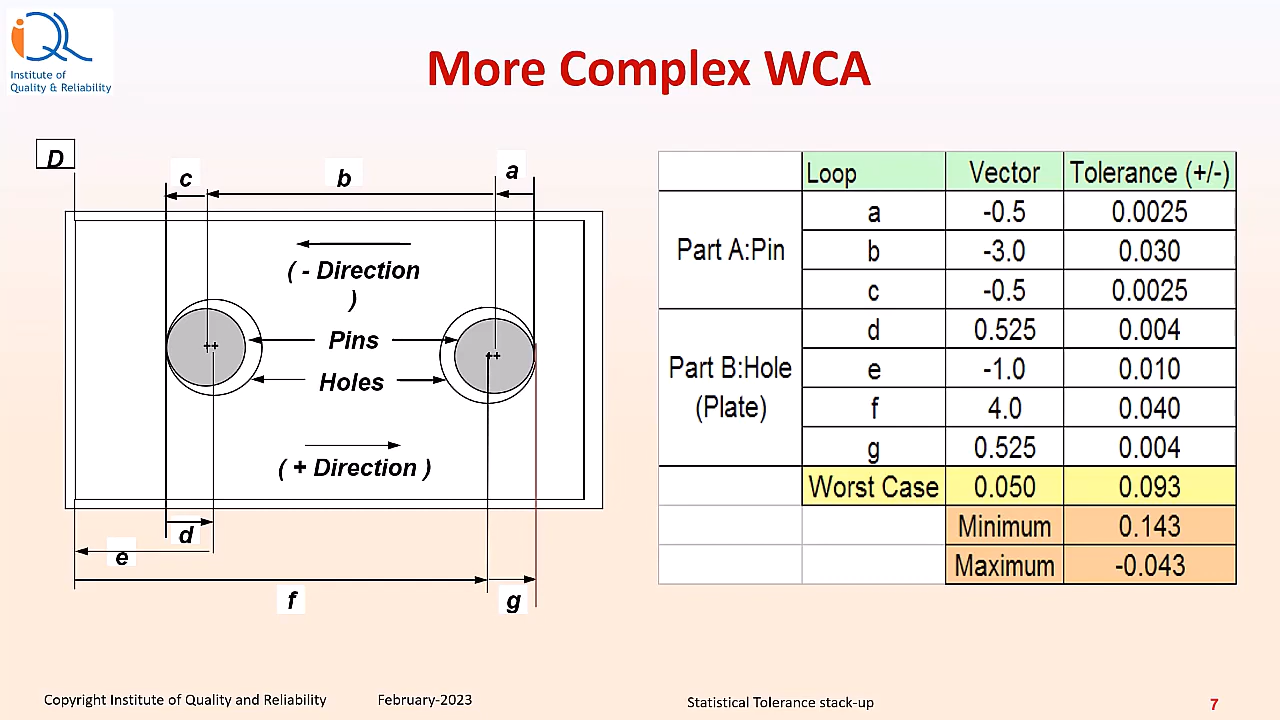 iQR
Institute of
Quality & Reliability
More Complex WCA
D
c
b
a
( - Direction
)
Pins
Holes
( + Direction )
d
e
f
g
Loop Vector Tolerance (+/-)
Part A:Pin
a -0.5 0.0025
b -3.0 0.030
c -0.5 0.0025
Part B:Hole
(Plate)
d 0.525 0.004
e -1.0 0.010
f 4.0 0.040
g 0.525 0.004
Worst Case 0.050 0.093
Minimum 0.143
Maximum -0.043
Copyright Institute of Quality and Reliability
February-2023
Statistical Tolerance stack-up
7